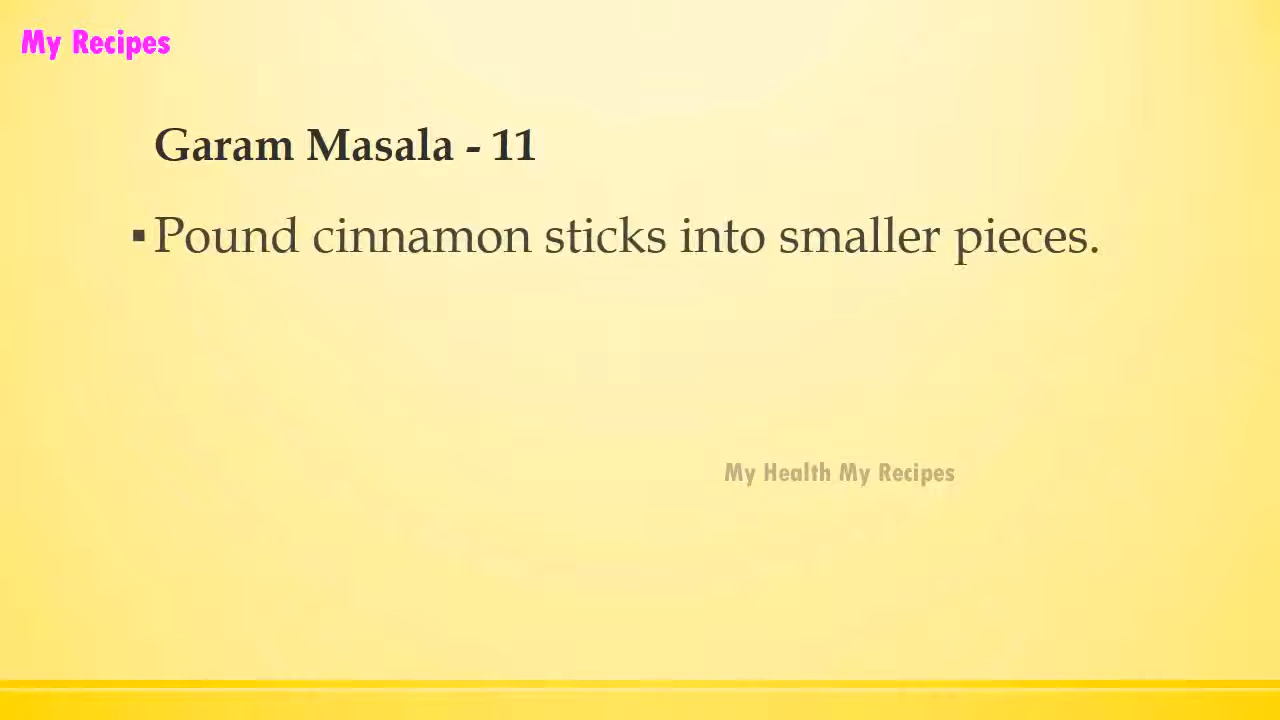 My Recipes
Garam Masala - 11
▪ Pound cinnamon sticks into smaller pieces.
My Health My Recipes